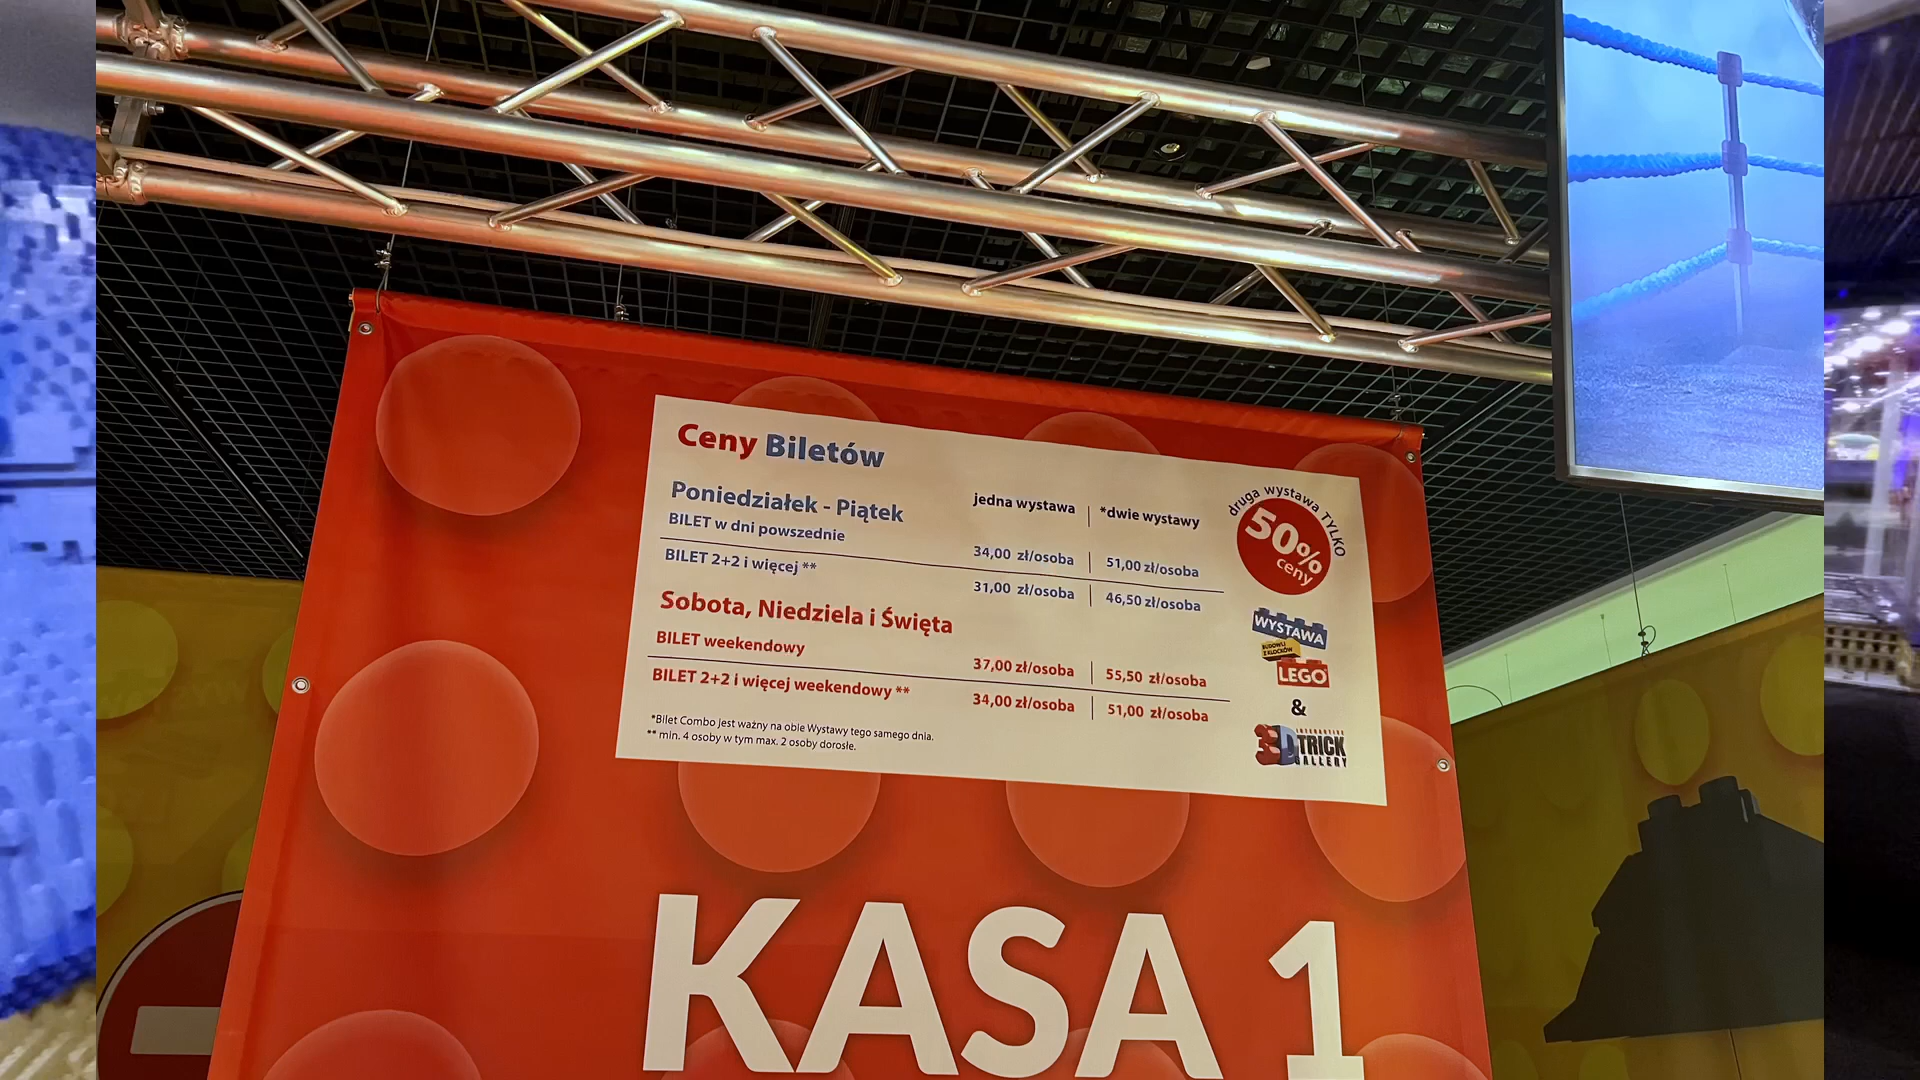 Ceny Biletów
Poniedziałek - Piątek
jedna wystawa
*dwie wystawy
BILET w dni powszednie
34,00 zł/osoba
51,00 zł/osoba
BILET 2+2 i więcej **
31,00 zł/osoba
46,50 zł/osoba
Sobota, Niedziela i Święta
BILET weekendowy
37,00 zł/osoba
55,50 zł/osoba
BILET 2+2 i więcej weekendowy **
34,00 zł/osoba
51,00 zł/osoba
*Bilet Combo jest ważny na obie Wystawy tego samego dnia.
** min. 4 osoby w tym max. 2 osoby dorosłe.
druga wystawa TYLKO
50%
ceny
WYSTAWA
BUDOWLI
Z KLOCKÓW
LEGO
&
INTERACTIVE
3D TRICK
GALLERY
KASA 1